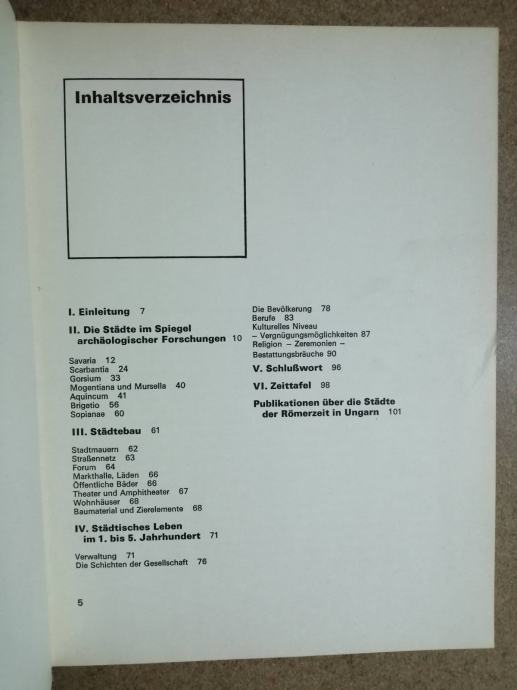 Inhaltsverzeichnis
I. Einleitung 7
II. Die Städte im Spiegel
archäologischer Forschungen 10
Savaria 12
Scarbantia 24
Gorsium 33
Mogentiana und Mursella 40
Aquincum 41
Brigetio 56
Sopianae 60
III. Städtebau 61
Stadtmauern 62
Straßennetz 63
Forum 64
Markthalle, Läden 66
Öffentliche Bäder 66
Theater und Amphitheater 67
Wohnhäuser 68
Baumaterial und Zierelemente 68
IV. Städtisches Leben
im 1. bis 5. Jahrhundert 71
Verwaltung 71
Die Schichten der Gesellschaft 76
Die Bevölkerung 78
Berufe 83
Kulturelles Niveau
– Vergnügungsmöglichkeiten 87
Religion – Zeremonien –
Bestattungsbräuche 90
V. Schlußwort 96
VI. Zeittafel 98
Publikationen über die Städte
der Römerzeit in Ungarn 101
5